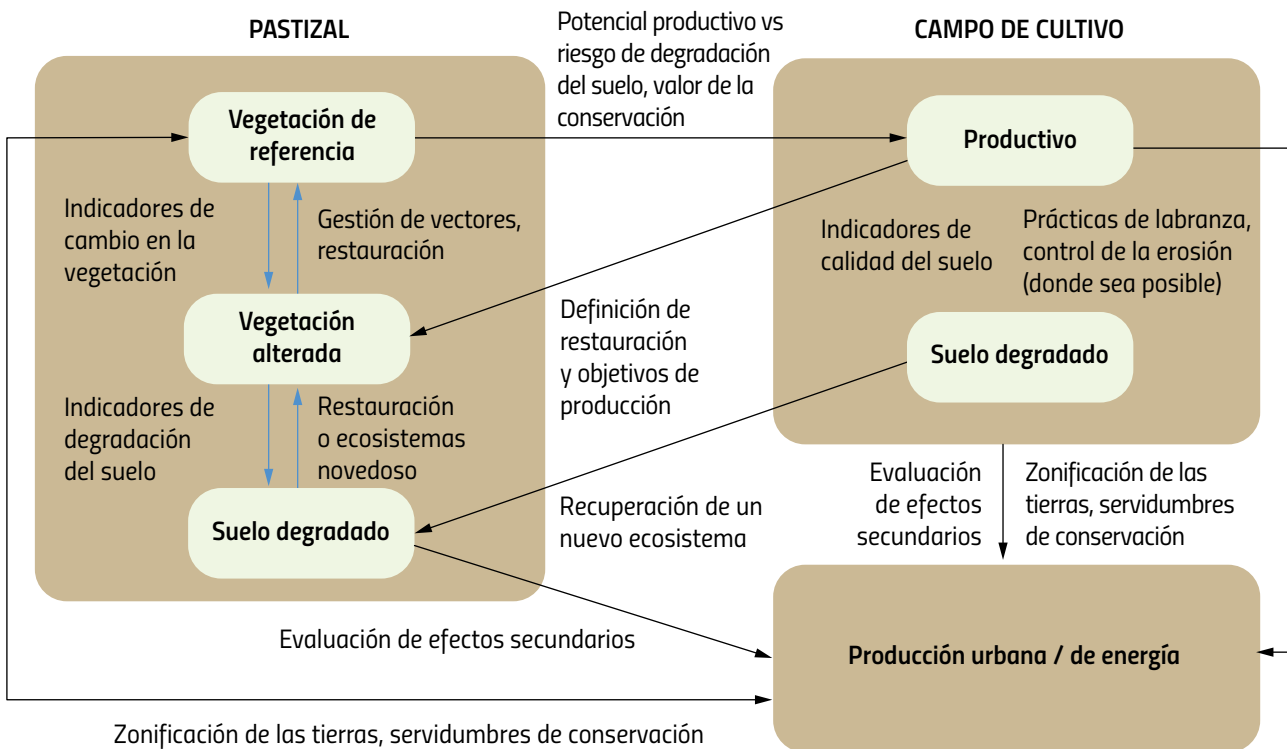 PASTIZAL
Potencial productivo vs
riesgo de degradación
del suelo, valor de la
conservación
CAMPO DE CULTIVO
Vegetación de
referencia
Productivo
Indicadores de
cambio en la
vegetación
Gestión de vectores,
restauración
Indicadores de
calidad del suelo
Prácticas de labranza,
control de la erosión
(donde sea posible)
Vegetación
alterada
Definición de
restauración
y objetivos de
producción
Suelo degradado
Indicadores de
degradación
del suelo
Restauración
o ecosistemas
novedoso
Suelo degradado
Recuperación de un
nuevo ecosistema
Evaluación
de efectos
secundarios
Zonificación de las
tierras, servidumbres
de conservación
Evaluación de efectos secundarios
Producción urbana / de energía
Zonificación de las tierras, servidumbres de conservación